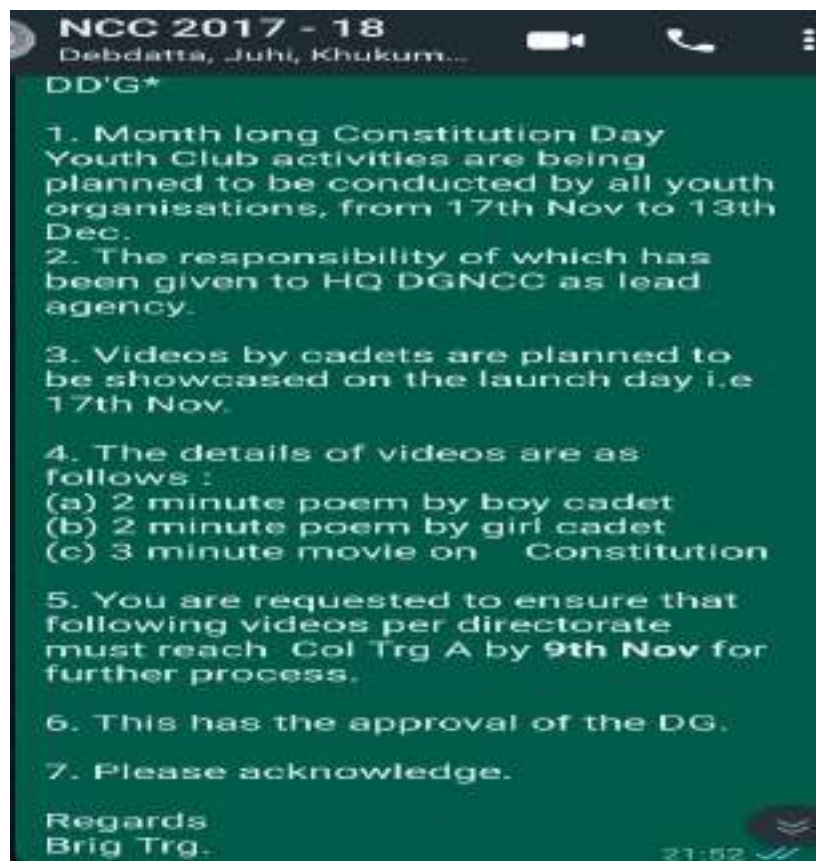 NCC 2017 - 18
Debdatta, Juhi, Khukum...
DD'G*
1. Month long Constitution Day
Youth Club activities are being
planned to be conducted by all youth
organisations, from 17th Nov to 13th
Dec.
2. The responsibility of which has
been given to HQ DGNCC as lead
agency.
3. Videos by cadets are planned to
be showcased on the launch day i.e
17th Nov.
4. The details of videos are as
follows :
(a) 2 minute poem by boy cadet
(b) 2 minute poem by girl cadet
(c) 3 minute movie on Constitution
5. You are requested to ensure that
following videos per directorate
must reach Col Trg A by 9th Nov for
further process.
6. This has the approval of the DG.
7. Please acknowledge.
Regards
Brig Trg.
21:52